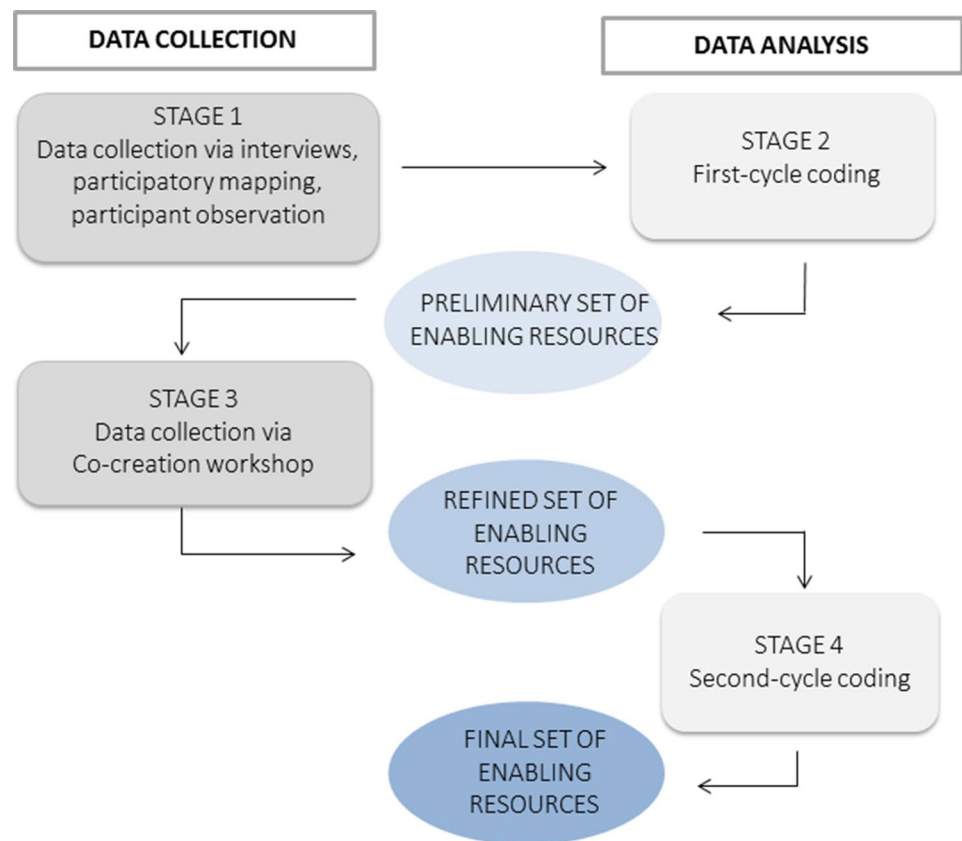 DATA COLLECTION
DATA ANALYSIS
STAGE 1
Data collection via interviews,
participatory mapping,
participant observation
STAGE 2
First-cycle coding
PRELIMINARY SET OF
ENABLING RESOURCES
STAGE 3
Data collection via
Co-creation workshop
REFINED SET OF
ENABLING
RESOURCES
STAGE 4
Second-cycle coding
FINAL SET OF
ENABLING
RESOURCES